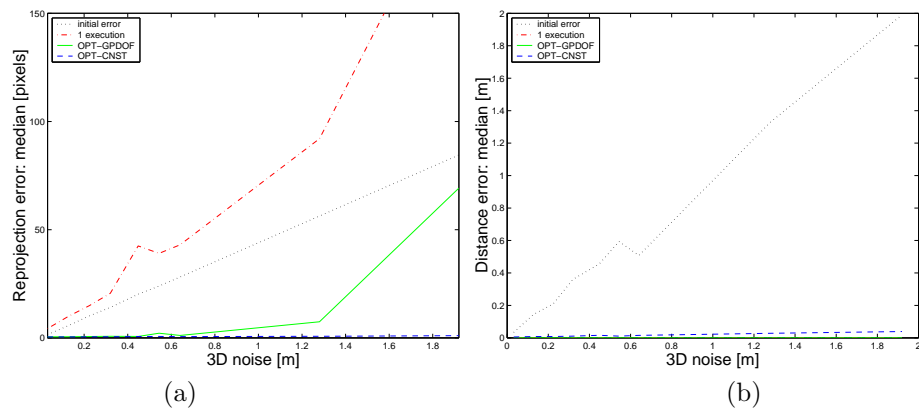 Reprojection error: median [pixels]
150
100
50
0
initial error
1 execution
OPT−GPDOF
OPT−CNST
0.2 0.4 0.6 0.8 1 1.2 1.4 1.6 1.8
3D noise [m]
(a)
Distance error: median [m]
2
1.8
1.6
1.4
1.2
1
0.8
0.6
0.4
0.2
0
initial error
1 execution
OPT−GPDOF
OPT−CNST
0 0.2 0.4 0.6 0.8 1 1.2 1.4 1.6 1.8 2
3D noise [m]
(b)